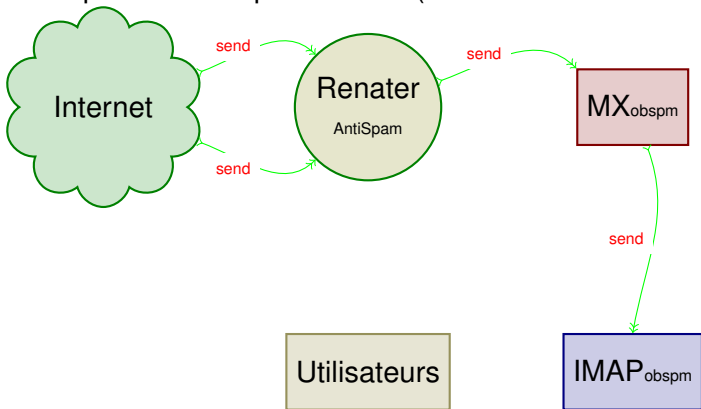 send
send
Internet
Renater
AntiSpam
MXobspm
send
send
Utilisateurs
IMAPobspm